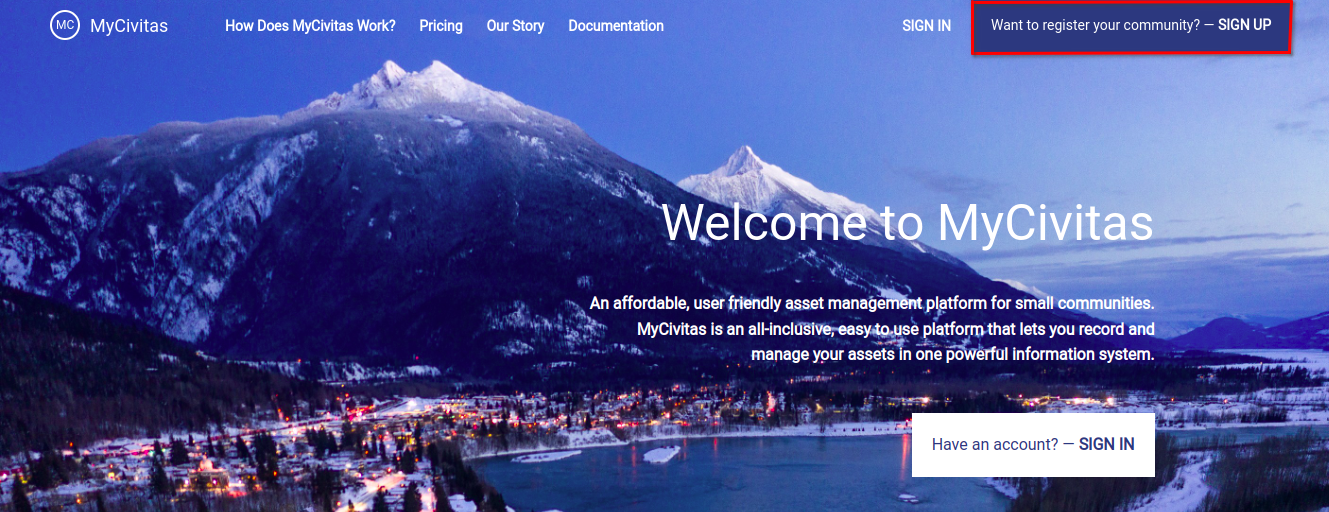 MC MyCivitas How Does MyCivitas Work? Pricing Our Story Documentation SIGN IN Want to register your community? — SIGN UP
Welcome to MyCivitas
An affordable, user friendly asset management platform for small communities.
MyCivitas is an all-inclusive, easy to use platform that lets you record and
manage your assets in one powerful information system.
Have an account? — SIGN IN